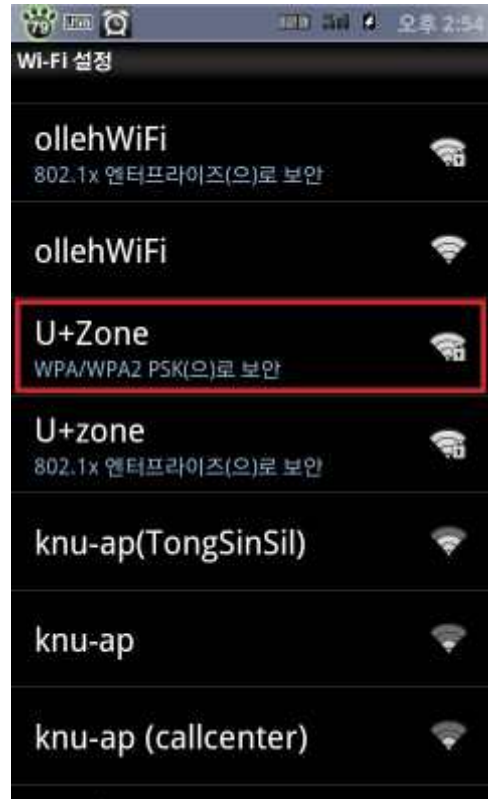 79
오후 2:54
Wi-Fi 설정
ollehWiFi
802.1x 엔터프라이즈(으)로 보안
ollehWiFi
U+Zone
WPA/WPA2 PSK(으)로 보안
U+zone
802.1x 엔터프라이즈(으)로 보안
knu-ap(TongSinSil)
knu-ap
knu-ap (callcenter)